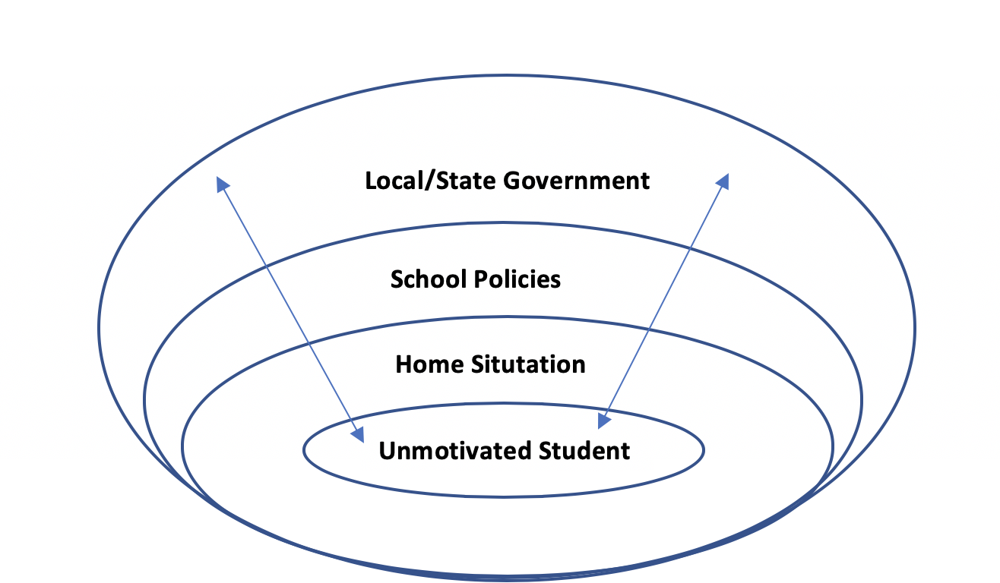 Local/State Government
School Policies
Home Situtation
Unmotivated Student